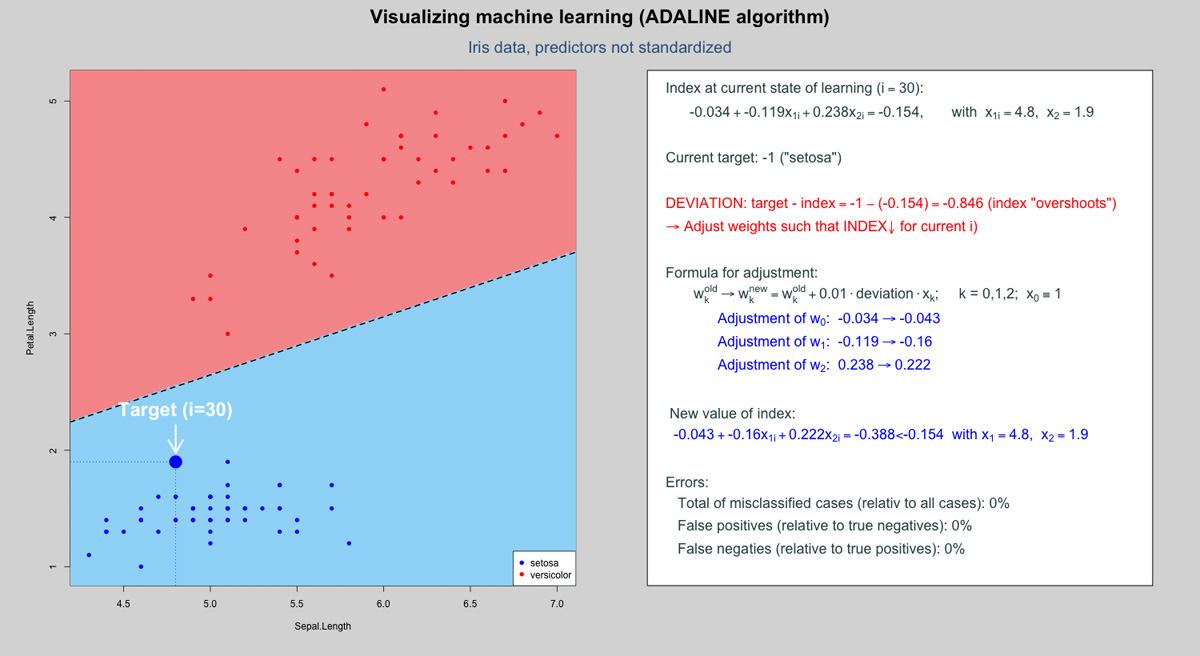 Visualizing machine learning (ADALINE algorithm)
Iris data, predictors not standardized
Petal.Length
5
4
3
2
1
Target (i=30)
setosa
versicolor
4.5 5.0 5.5 6.0 6.5 7.0
Sepal.Length
Index at current state of learning (i = 30):
-0.034 + -0.119x₁ᵢ + 0.238x₂ᵢ = -0.154, with x₁ᵢ = 4.8, x₂ = 1.9
Current target: -1 ("setosa")
DEVIATION: target - index = -1 – (-0.154) = -0.846 (index "overshoots")
→ Adjust weights such that INDEX↓ for current i)
Formula for adjustment:
wₖ^old → wₖ^new = wₖ^old + 0.01 · deviation · xₖ; k = 0,1,2; x₀ ≡ 1
Adjustment of w₀: -0.034 → -0.043
Adjustment of w₁: -0.119 → -0.16
Adjustment of w₂: 0.238 → 0.222
New value of index:
-0.043 + -0.16x₁ᵢ + 0.222x₂ᵢ = -0.388<-0.154 with x₁ = 4.8, x₂ = 1.9
Errors:
Total of misclassified cases (relativ to all cases): 0%
False positives (relative to true negatives): 0%
False negaties (relative to true positives): 0%